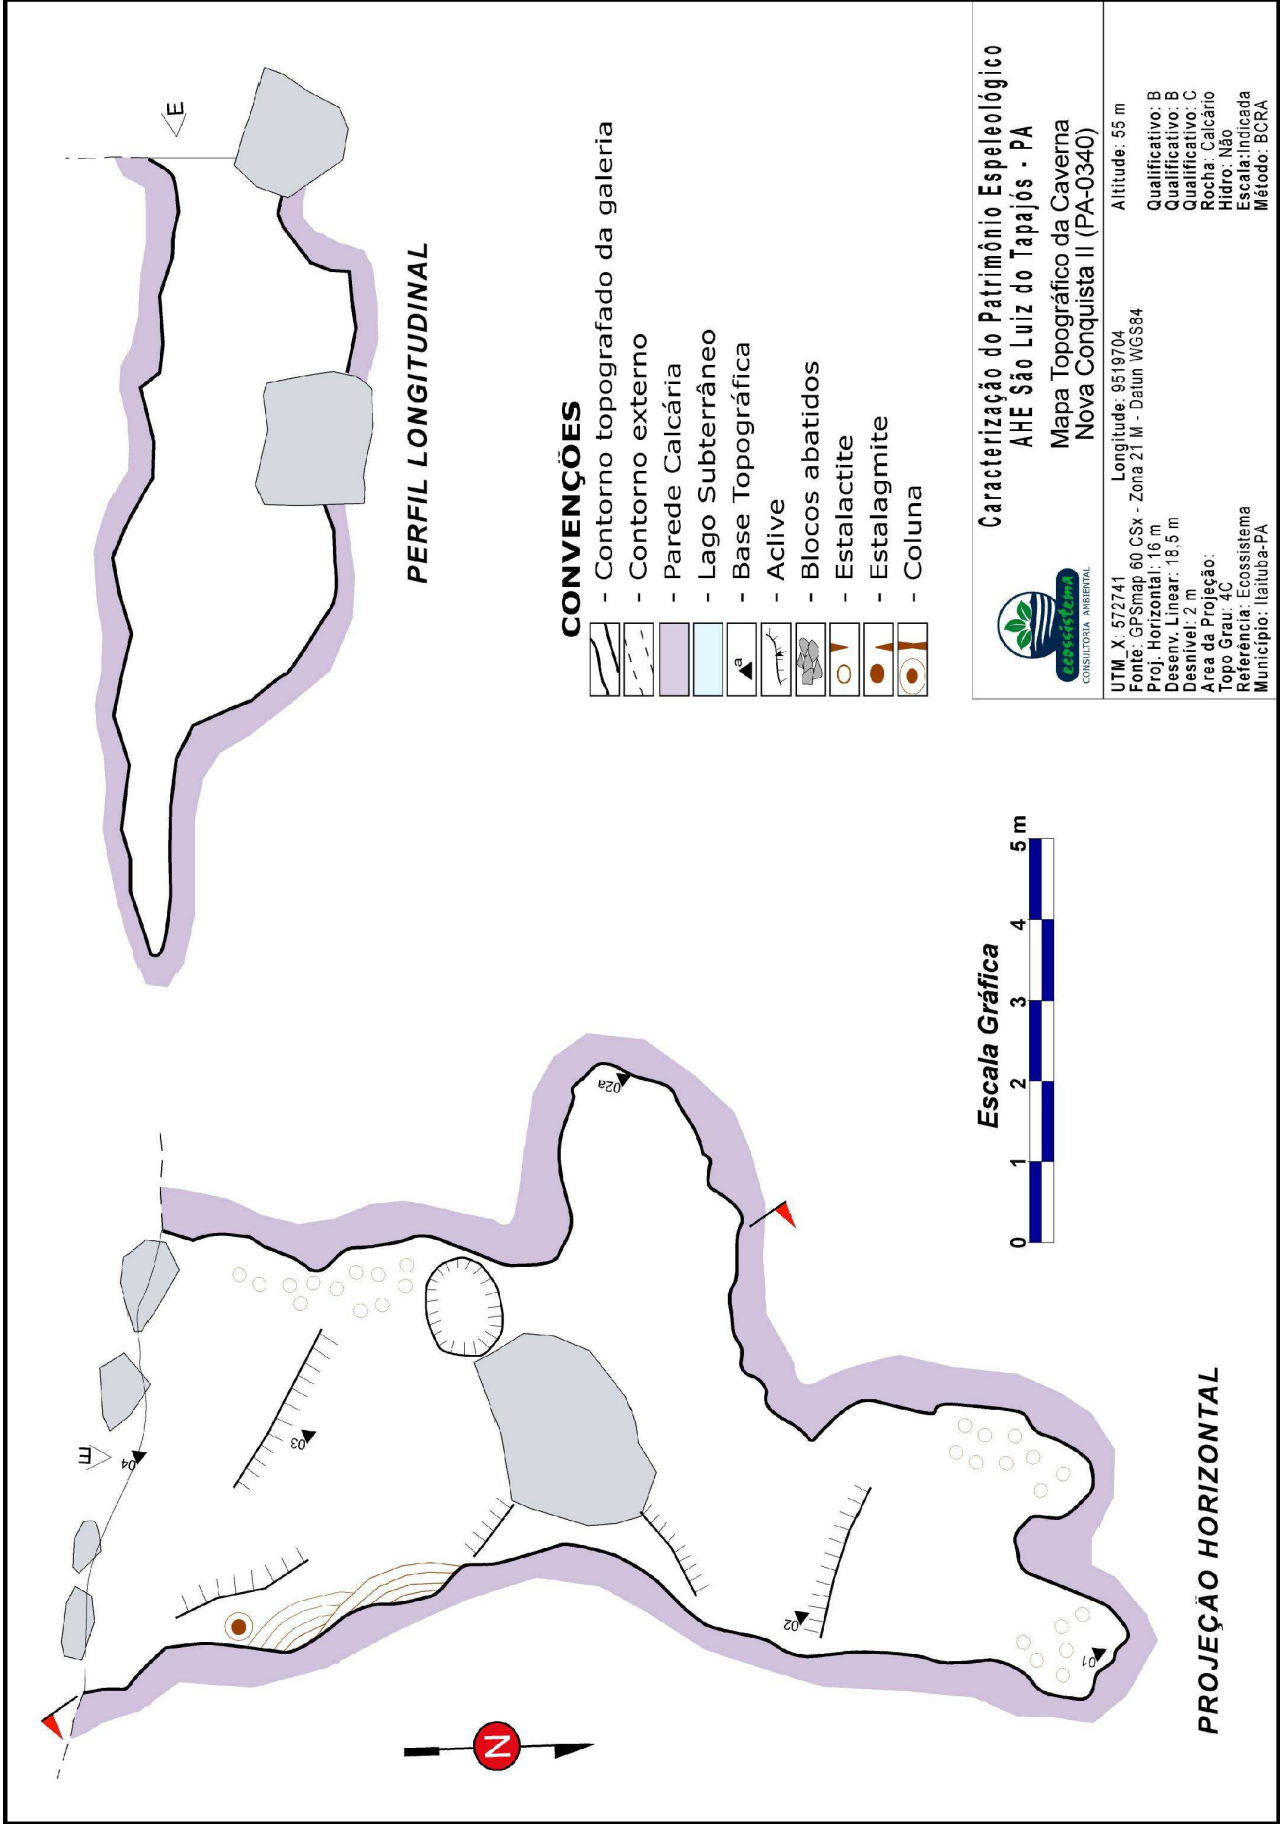 E
PERFIL LONGITUDINAL
CONVENÇÕES
- Contorno topografado da galeria
- Contorno externo
- Parede Calcária
- Lago Subterrâneo
a
- Base Topográfica
- Aclive
- Blocos abatidos
- Estalactite
- Estalagmite
- Coluna
Caracterização do Patrimônio Espeleológico
AHE São Luiz do Tapajós - PA
Mapa Topográfico da Caverna
Nova Conquista II (PA-0340)
ecossistema
CONSULTORIA AMBIENTAL
UTM_X: 572741 Longitude: 9519704 Altitude: 55 m
Fonte: GPSmap 60 CSx - Zona 21 M - Datun WGS84
Proj. Horizontal: 16 m Qualificativo: B
Desenv. Linear: 18,5 m Qualificativo: B
Desnível: 2 m Qualificativo: C
Área da Projeção: Rocha: Calcário
Topo Grau: 4C Hidro: Não
Referência: Ecossistema Escala:Indicada
Município: Itaituba-PA Método: BCRA
Escala Gráfica
0 1 2 3 4 5 m
02a
E
04
03
02
01
N
PROJEÇÃO HORIZONTAL